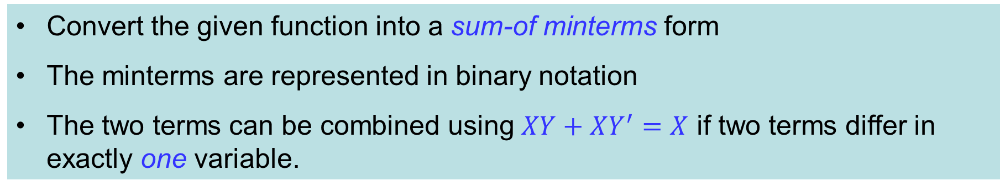 • Convert the given function into a sum-of minterms form
• The minterms are represented in binary notation
• The two terms can be combined using XY + XY′ = X if two terms differ in
exactly one variable.